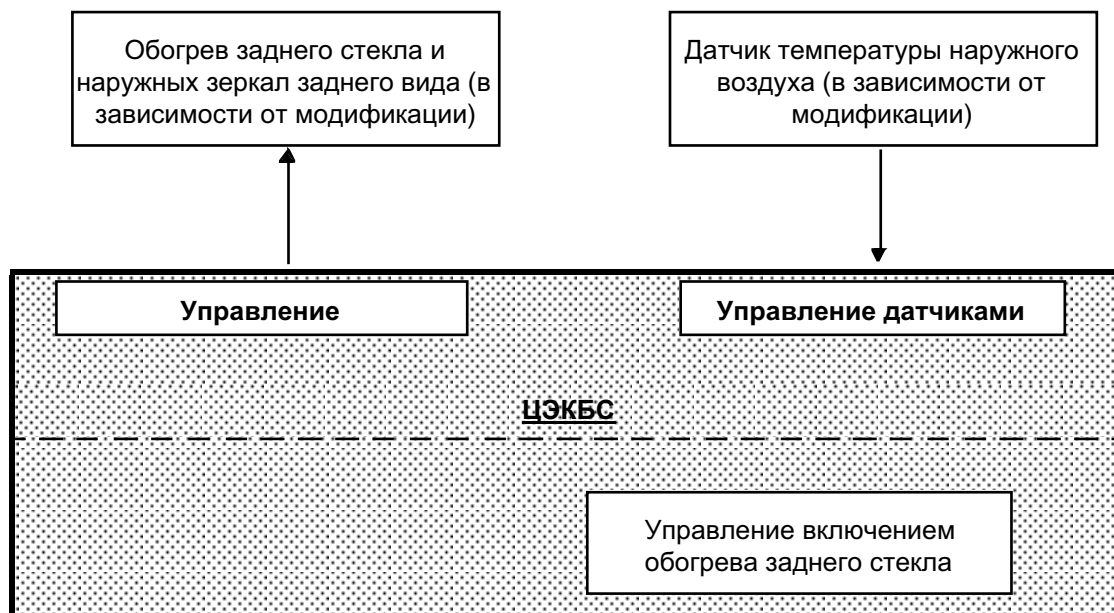 Обогрев заднего стекла и
наружных зеркал заднего вида (в
зависимости от модификации)
Датчик температуры наружного
воздуха (в зависимости от
модификации)
Управление
Управление датчиками
ЦЭКБС
Управление включением
обогрева заднего стекла